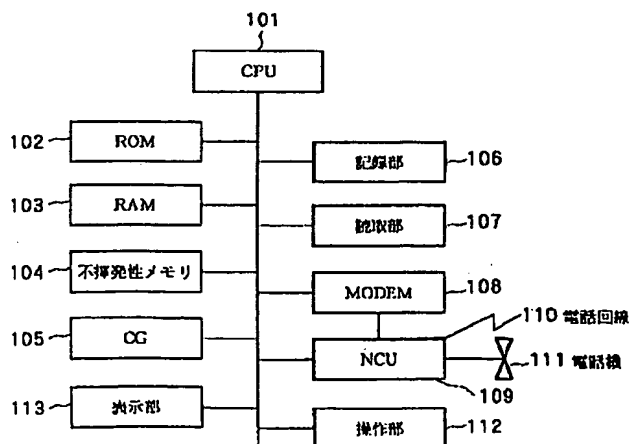 101
CPU
102
ROM
記録部
106
103
RAM
読取部
107
104
不揮発性メモリ
MODEM
108
110 電話回線
105
CG
NCU
111 電話機
109
113
表示部
操作部
112